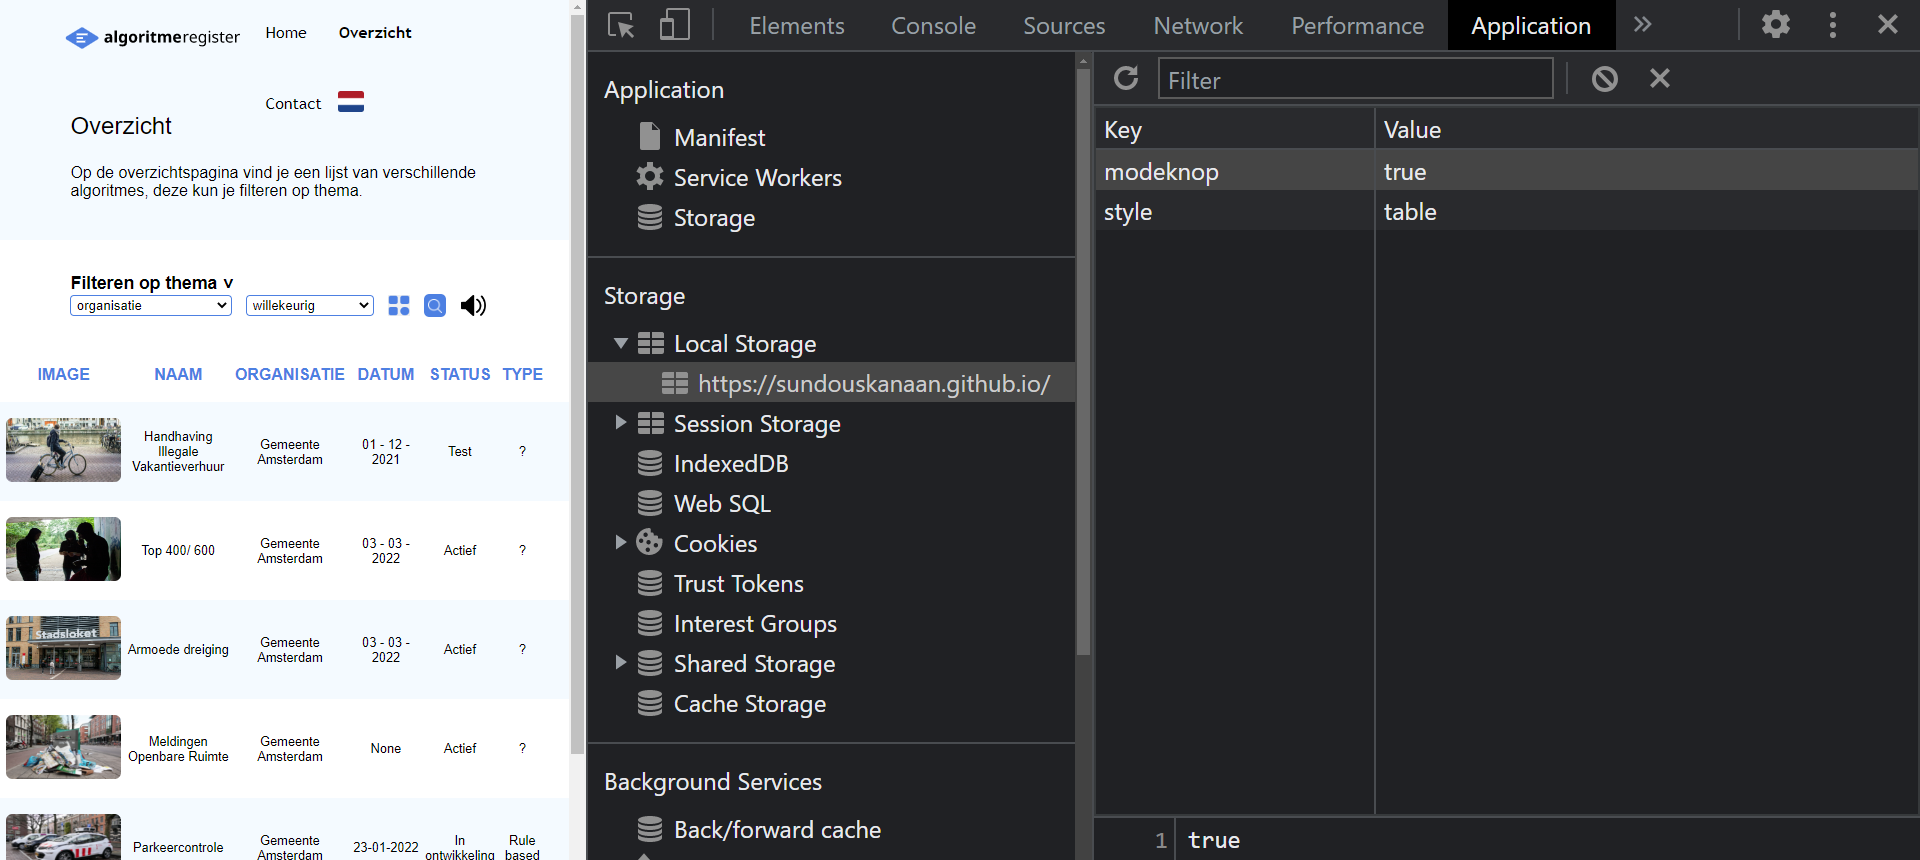 algoritmeregister
Home
Overzicht
Contact
Overzicht
Op de overzichtspagina vind je een lijst van verschillende
algoritmes, deze kun je filteren op thema.
Filteren op thema v
organisatie
willekeurig
IMAGE NAAM ORGANISATIE DATUM STATUS TYPE
Handhaving
Illegale
Vakantieverhuur
Gemeente
Amsterdam
01 - 12 -
2021
Test
?
Top 400/ 600
Gemeente
Amsterdam
03 - 03 -
2022
Actief
?
Stadsloket
Armoede dreiging
Gemeente
Amsterdam
03 - 03 -
2022
Actief
?
Meldingen
Openbare Ruimte
Gemeente
Amsterdam
None
Actief
?
Parkeercontrole
Gemeente
Amsterdam
23-01-2022
In
ontwikkeling
Rule
based
Elements Console Sources Network Performance Application
Application
Manifest
Service Workers
Storage
Storage
Local Storage
https://sundouskanaan.github.io/
Session Storage
IndexedDB
Web SQL
Cookies
Trust Tokens
Interest Groups
Shared Storage
Cache Storage
Background Services
Back/forward cache
Filter
Key Value
modeknop true
style table
1 true